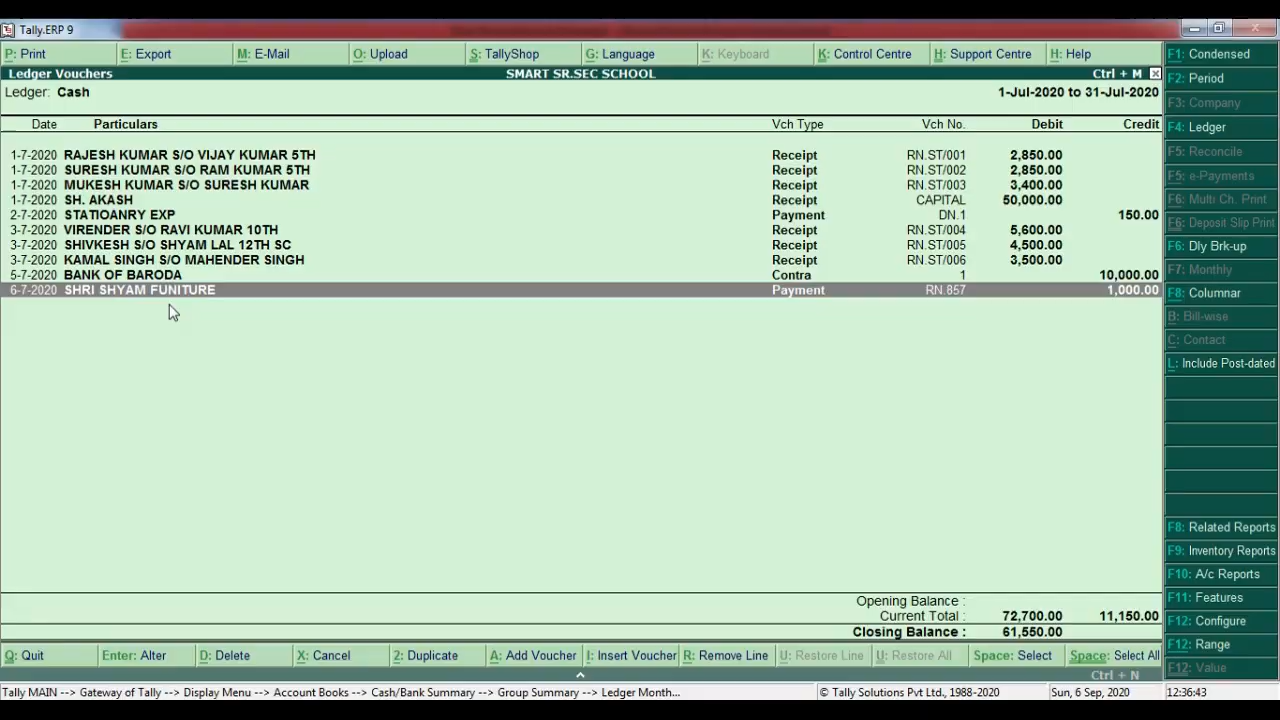 Tally.ERP 9
P: Print E: Export M: E-Mail O: Upload S: TallyShop G: Language K: Keyboard K: Control Centre H: Support Centre H: Help
Ledger Vouchers SMART SR.SEC SCHOOL Ctrl + M
Ledger: Cash 1-Jul-2020 to 31-Jul-2020
Date Particulars Vch Type Vch No. Debit Credit
1-7-2020 RAJESH KUMAR S/O VIJAY KUMAR 5TH Receipt RN.ST/001 2,850.00
1-7-2020 SURESH KUMAR S/O RAM KUMAR 5TH Receipt RN.ST/002 2,850.00
1-7-2020 MUKESH KUMAR S/O SURESH KUMAR Receipt RN.ST/003 3,400.00
1-7-2020 SH. AKASH Receipt CAPITAL 50,000.00
2-7-2020 STATIOANRY EXP Payment DN.1 150.00
3-7-2020 VIRENDER S/O RAVI KUMAR 10TH Receipt RN.ST/004 5,600.00
3-7-2020 SHIVKESH S/O SHYAM LAL 12TH SC Receipt RN.ST/005 4,500.00
3-7-2020 KAMAL SINGH S/O MAHENDER SINGH Receipt RN.ST/006 3,500.00
5-7-2020 BANK OF BARODA Contra 1 10,000.00
6-7-2020 SHRI SHYAM FUNITURE Payment RN.857 1,000.00
Opening Balance :
Current Total : 72,700.00 11,150.00
Closing Balance : 61,550.00
Q: Quit Enter: Alter D: Delete X: Cancel 2: Duplicate A: Add Voucher I: Insert Voucher R: Remove Line U: Restore Line U: Restore All Space: Select Space: Select All
Ctrl + N
Tally MAIN --> Gateway of Tally --> Display Menu --> Account Books --> Cash/Bank Summary --> Group Summary --> Ledger Month... © Tally Solutions Pvt Ltd., 1988-2020 Sun, 6 Sep, 2020 12:36:43
F1: Condensed
F2: Period
F3: Company
F4: Ledger
F5: Reconcile
F5: e-Payments
F6: Multi Ch. Print
F6: Deposit Slip Print
F6: Dly Brk-up
F7: Monthly
F8: Columnar
B: Bill-wise
C: Contact
L: Include Post-dated
F8: Related Reports
F9: Inventory Reports
F10: A/c Reports
F11: Features
F12: Configure
F12: Range
F12: Value